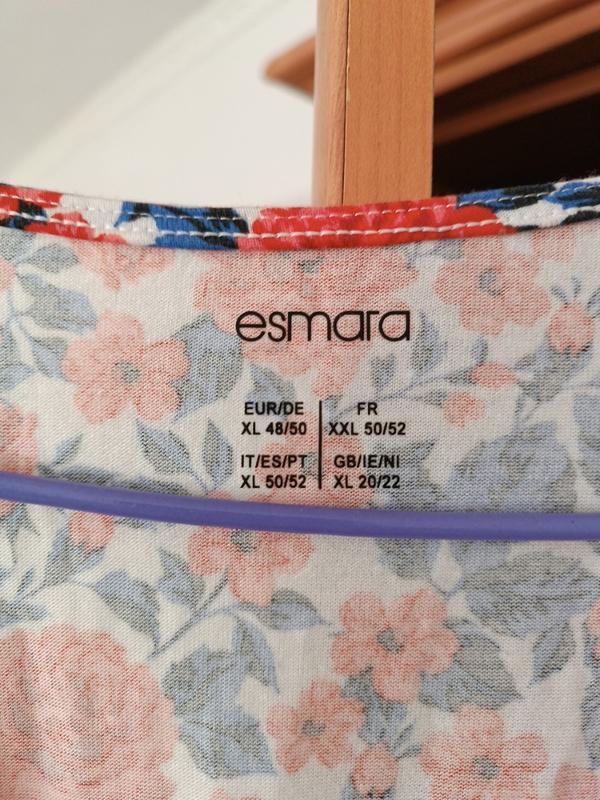 esmara
EUR/DE FR
XL 48/50 XXL 50/52
IT/ES/PT GB/IE/NI
XL 50/52 XL 20/22